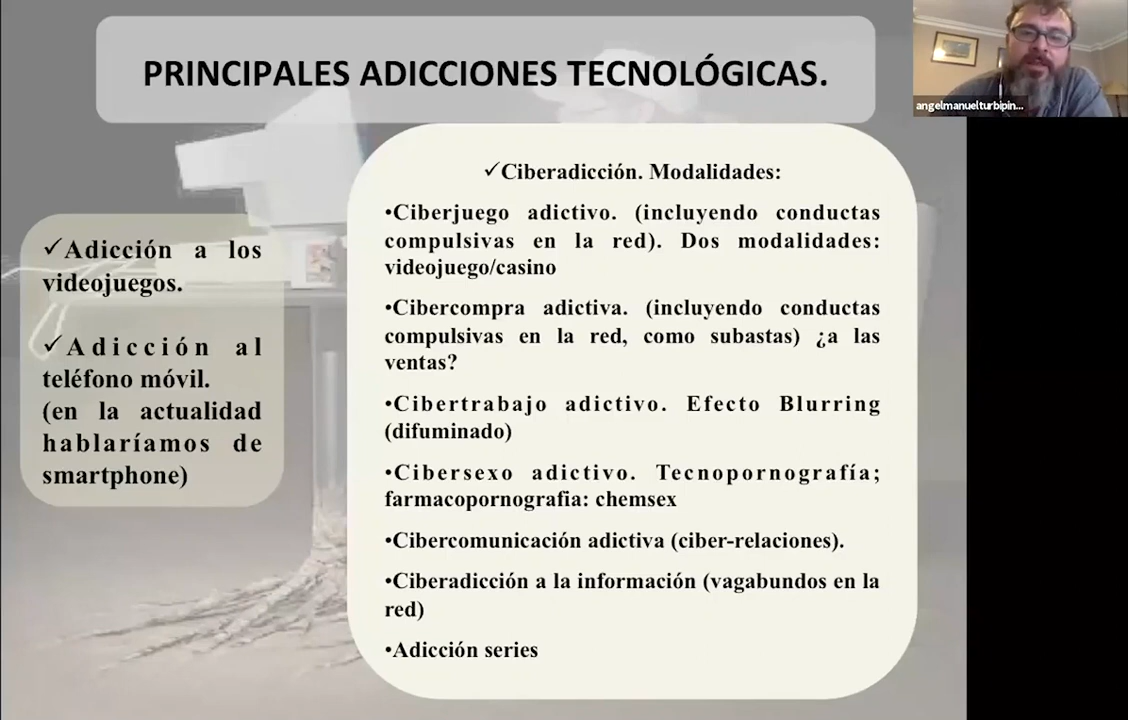 PRINCIPALES ADICCIONES TECNOLÓGICAS.
angelmanuelturbipin...
✓Adicción a los
videojuegos.
✓Adicción al
teléfono móvil.
(en la actualidad
hablaríamos de
smartphone)
✓Ciberadicción. Modalidades:
•Ciberjuego adictivo. (incluyendo conductas
compulsivas en la red). Dos modalidades:
videojuego/casino
•Cibercompra adictiva. (incluyendo conductas
compulsivas en la red, como subastas) ¿a las
ventas?
•Cibertrabajo adictivo. Efecto Blurring
(difuminado)
•Cibersexo adictivo. Tecnopornografía;
farmacopornografia: chemsex
•Cibercomunicación adictiva (ciber-relaciones).
•Ciberadicción a la información (vagabundos en la
red)
•Adicción series